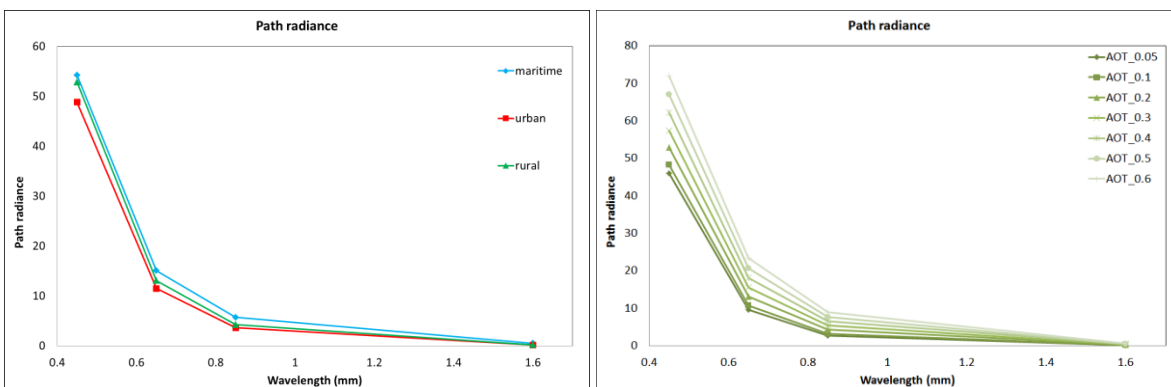 Path radiance
60
50
40
30
20
10
0
Path radiance
0.4
0.6
0.8
1
1.2
1.4
1.6
Wavelength (mm)
maritime
urban
rural
Path radiance
80
70
60
50
40
30
20
10
0
Path radiance
0.4
0.6
0.8
1
1.2
1.4
1.6
Wavelength (mm)
AOT_0.05
AOT_0.1
AOT_0.2
AOT_0.3
AOT_0.4
AOT_0.5
AOT_0.6